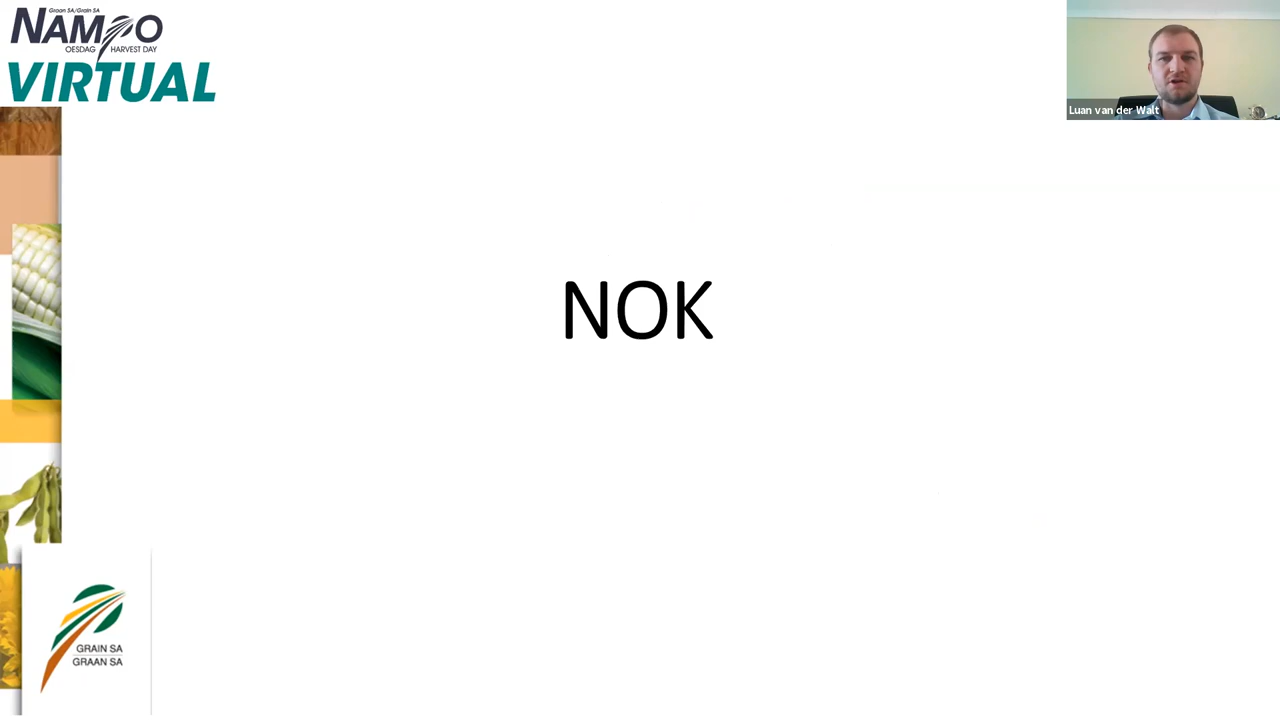 Graan SA/Grain SA
NAMPO
OESDAG HARVEST DAY
VIRTUAL
Luan van der Walt
NOK
GRAIN SA
GRAAN SA